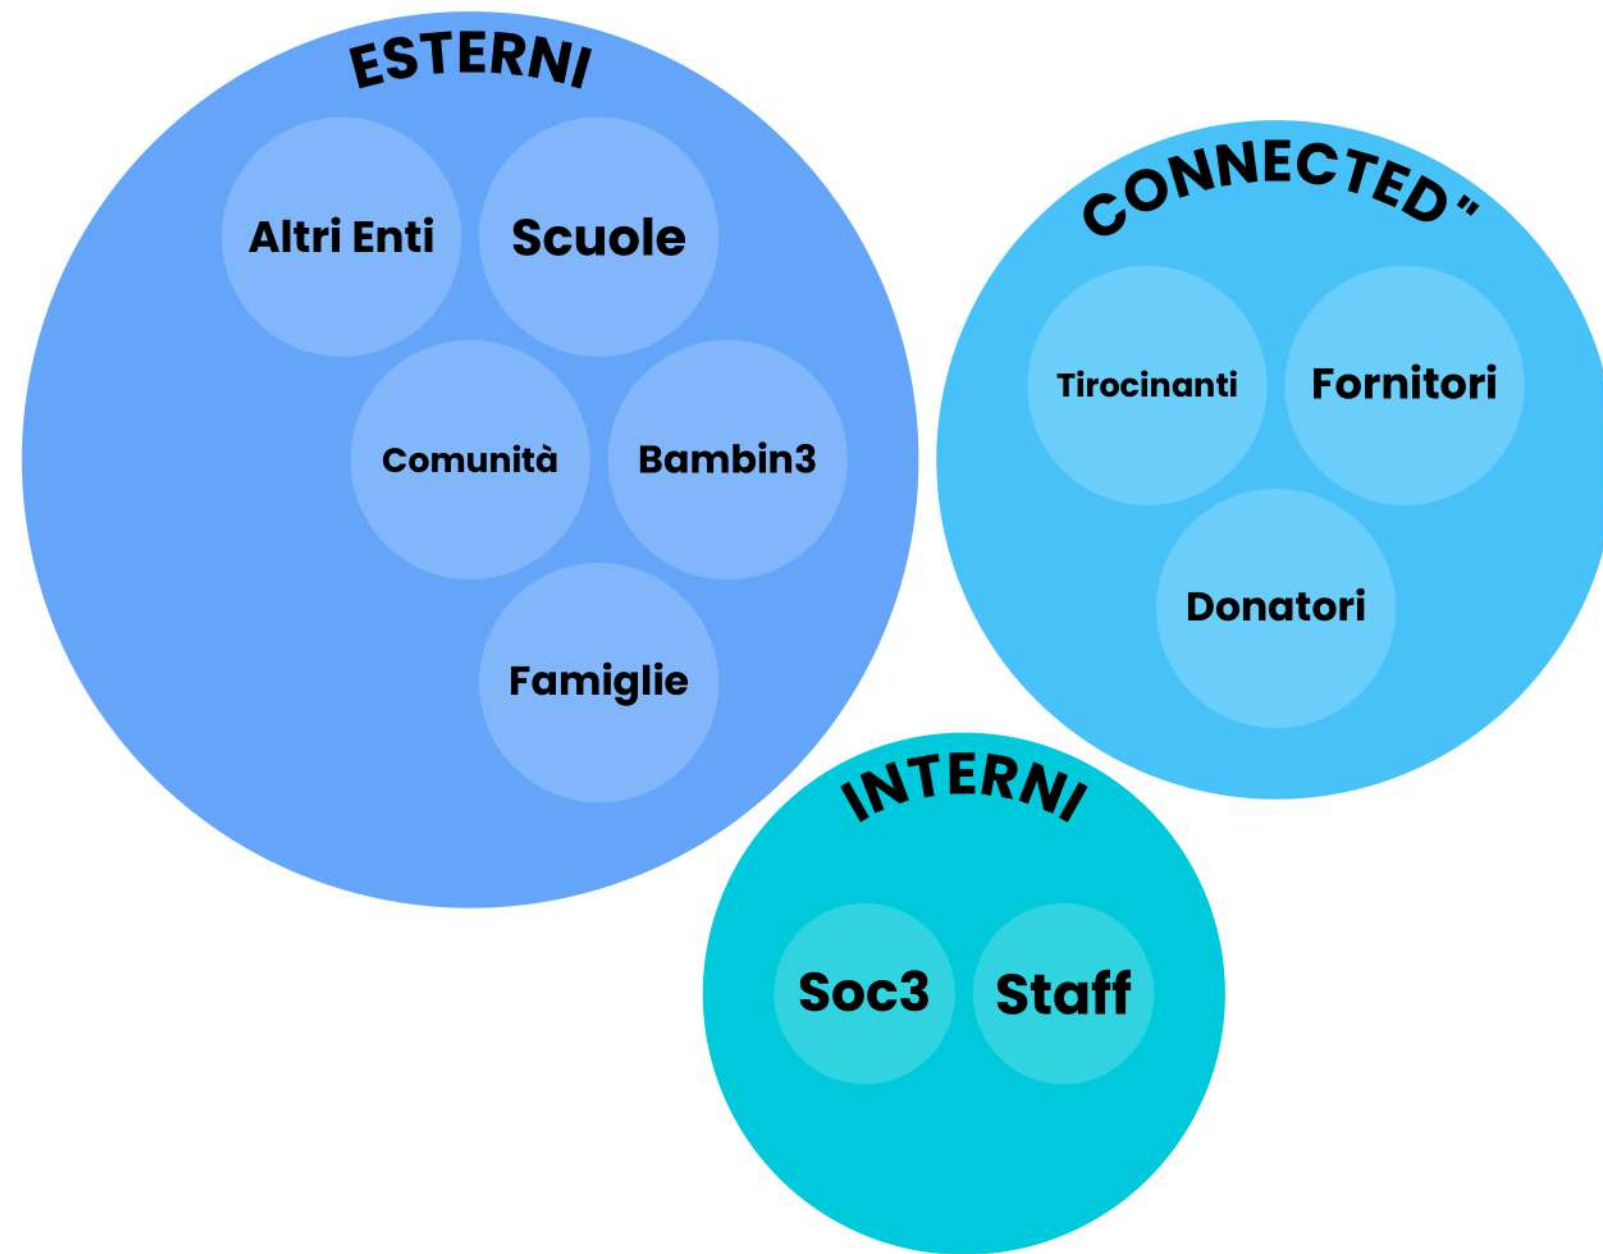 ESTERNI
Altri Enti
Scuole
Comunità
Bambin3
Famiglie
CONNECTED"
Tirocinanti
Fornitori
Donatori
INTERNI
Soc3
Staff